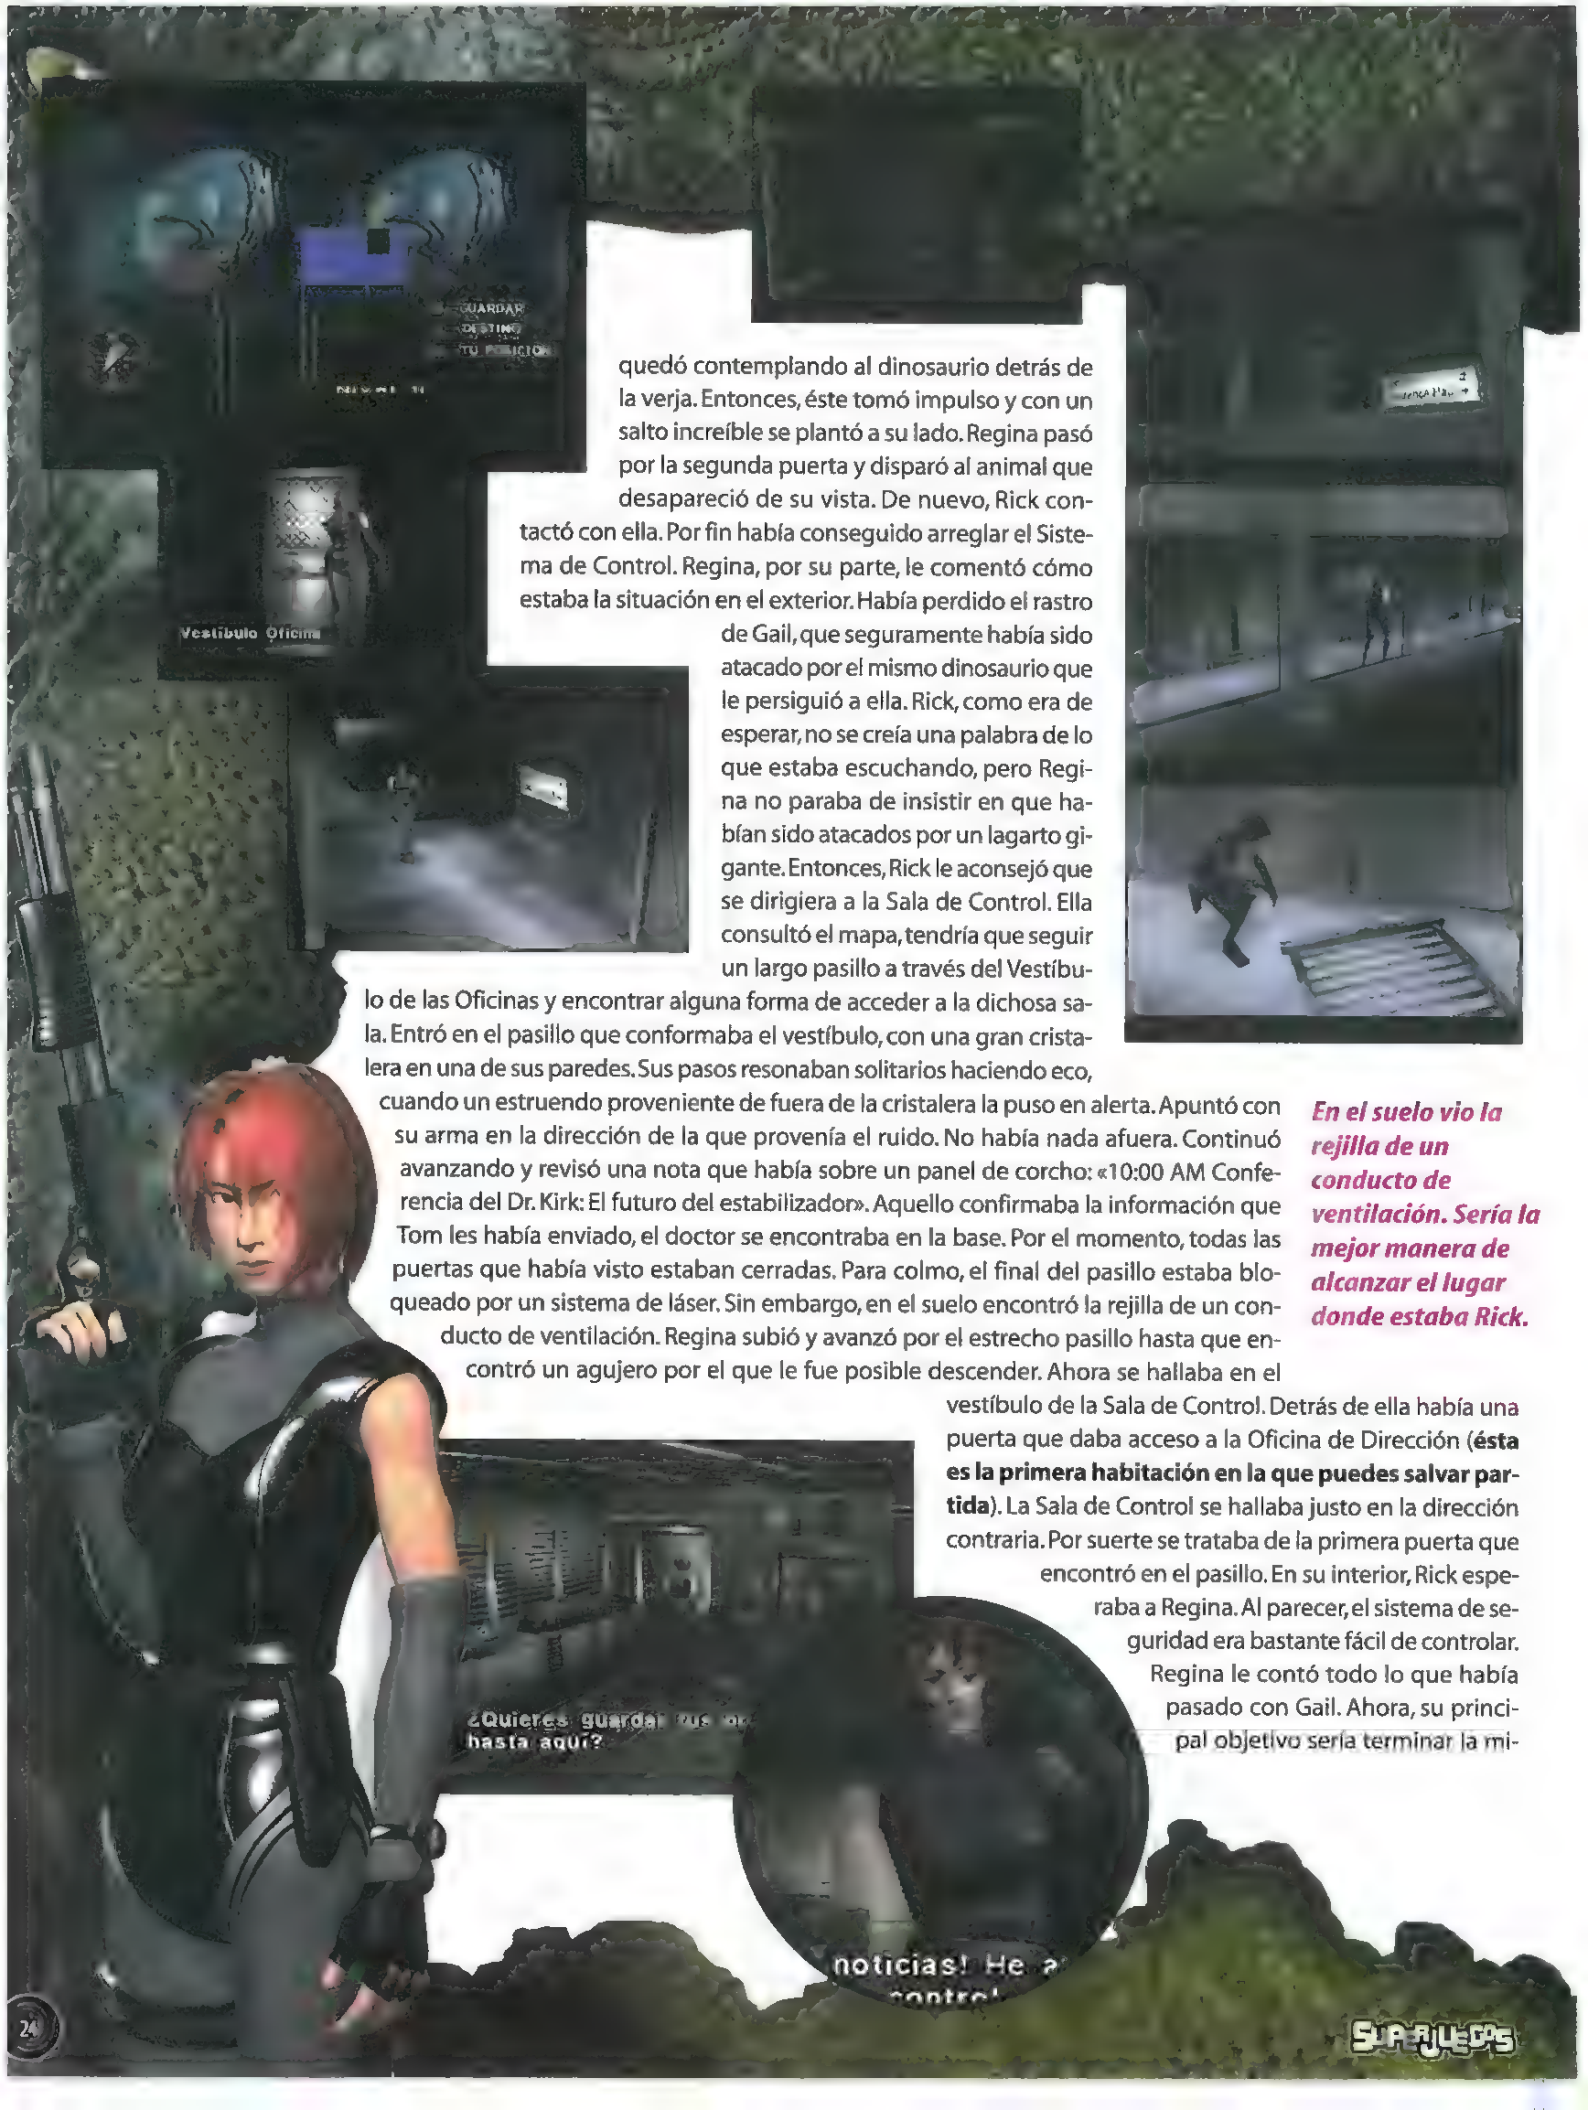 GUARDAR
DESTINO
TU POSICION
Vestíbulo Oficina
quedó contemplando al dinosaurio detrás de
la verja. Entonces, éste tomó impulso y con un
salto increíble se plantó a su lado. Regina pasó
por la segunda puerta y disparó al animal que
desapareció de su vista. De nuevo, Rick con-
tactó con ella. Por fin había conseguido arreglar el Siste-
ma de Control. Regina, por su parte, le comentó cómo
estaba la situación en el exterior. Había perdido el rastro
de Gail, que seguramente había sido
atacado por el mismo dinosaurio que
le persiguió a ella. Rick, como era de
esperar, no se creía una palabra de lo
que estaba escuchando, pero Regi-
na no paraba de insistir en que ha-
bían sido atacados por un lagarto gi-
gante. Entonces, Rick le aconsejó que
se dirigiera a la Sala de Control. Ella
consultó el mapa, tendría que seguir
un largo pasillo a través del Vestíbu-
lo de las Oficinas y encontrar alguna forma de acceder a la dichosa sa-
la. Entró en el pasillo que conformaba el vestíbulo, con una gran crista-
lera en una de sus paredes. Sus pasos resonaban solitarios haciendo eco,
cuando un estruendo proveniente de fuera de la cristalera la puso en alerta. Apuntó con
su arma en la dirección de la que provenía el ruido. No había nada afuera. Continuó
avanzando y revisó una nota que había sobre un panel de corcho: «10:00 AM Confe-
rencia del Dr. Kirk: El futuro del estabilizador». Aquello confirmaba la información que
Tom les había enviado, el doctor se encontraba en la base. Por el momento, todas las
puertas que había visto estaban cerradas. Para colmo, el final del pasillo estaba blo-
queado por un sistema de láser. Sin embargo, en el suelo encontró la rejilla de un con-
ducto de ventilación. Regina subió y avanzó por el estrecho pasillo hasta que en-
contró un agujero por el que le fue posible descender. Ahora se hallaba en el
vestíbulo de la Sala de Control. Detrás de ella había una
puerta que daba acceso a la Oficina de Dirección (ésta
es la primera habitación en la que puedes salvar par-
tida). La Sala de Control se hallaba justo en la dirección
contraria. Por suerte se trataba de la primera puerta que
encontró en el pasillo. En su interior, Rick espe-
raba a Regina. Al parecer, el sistema de se-
guridad era bastante fácil de controlar.
Regina le contó todo lo que había
pasado con Gail. Ahora, su princi-
pal objetivo sería terminar la mi-
En el suelo vio la
rejilla de un
conducto de
ventilación. Sería la
mejor manera de
alcanzar el lugar
donde estaba Rick.
¿Quieres guardar tus
hasta aquí?
noticias! He
control
24
SUPERJUEGOS